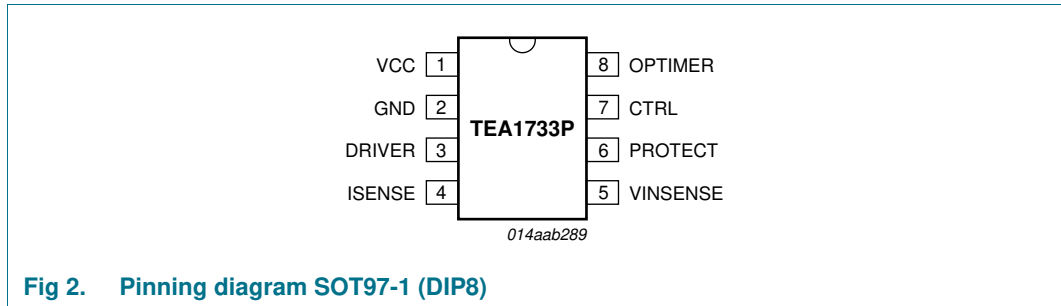 VCC 1 8 OPTIMER
GND 2 7 CTRL
TEA1733P
DRIVER 3 6 PROTECT
ISENSE 4 5 VINSENSE
014aab289
Fig 2. Pinning diagram SOT97-1 (DIP8)